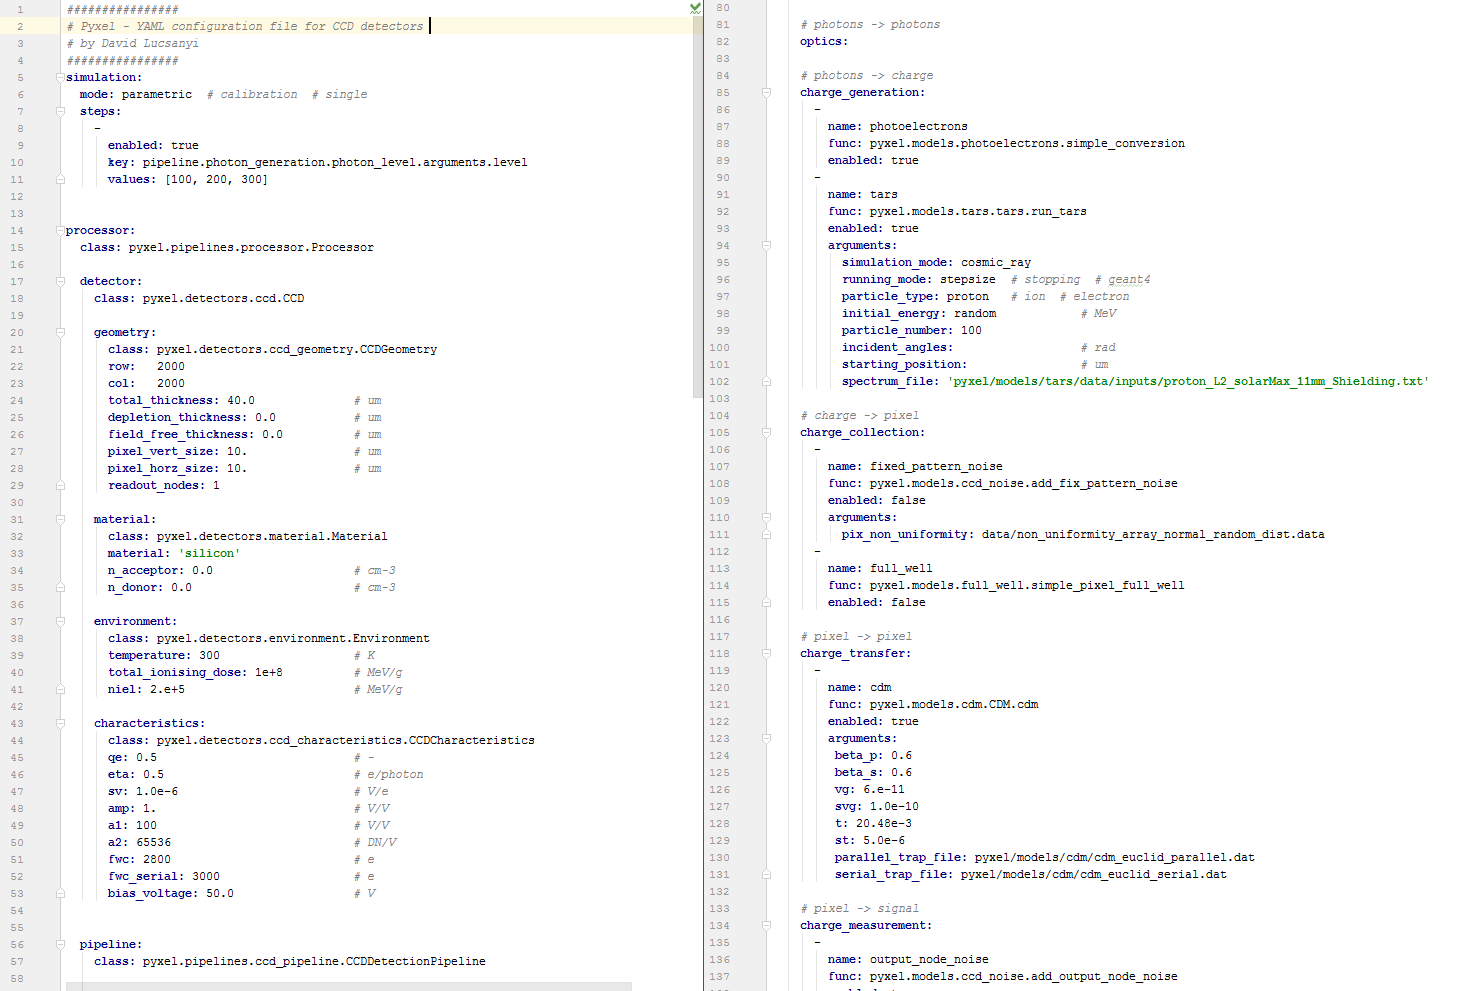 1 ################
2 # Pyxel - YAML configuration file for CCD detectors
3 # by David Lucsanyi
4 ################
5 simulation:
6 mode: parametric # calibration # single
7 steps:
8 -
9 enabled: true
10 key: pipeline.photon_generation.photon_level.arguments.level
11 values: [100, 200, 300]
12
13
14 processor:
15 class: pyxel.pipelines.processor.Processor
16
17 detector:
18 class: pyxel.detectors.ccd.CCD
19
20 geometry:
21 class: pyxel.detectors.ccd_geometry.CCDGeometry
22 row: 2000
23 col: 2000
24 total_thickness: 40.0 # um
25 depletion_thickness: 0.0 # um
26 field_free_thickness: 0.0 # um
27 pixel_vert_size: 10. # um
28 pixel_horz_size: 10. # um
29 readout_nodes: 1
30
31 material:
32 class: pyxel.detectors.material.Material
33 material: 'silicon'
34 n_acceptor: 0.0 # cm-3
35 n_donor: 0.0 # cm-3
36
37 environment:
38 class: pyxel.detectors.environment.Environment
39 temperature: 300 # K
40 total_ionising_dose: 1e+8 # MeV/g
41 niel: 2.e+5 # MeV/g
42
43 characteristics:
44 class: pyxel.detectors.ccd_characteristics.CCDCharacteristics
45 qe: 0.5 # -
46 eta: 0.5 # e/photon
47 sv: 1.0e-6 # V/e
48 amp: 1. # V/V
49 a1: 100 # V/V
50 a2: 65536 # DN/V
51 fwc: 2800 # e
52 fwc_serial: 3000 # e
53 bias_voltage: 50.0 # V
54
55
56 pipeline:
57 class: pyxel.pipelines.ccd_pipeline.CCDDetectionPipeline
58
80
81 # photons -> photons
82 optics:
83
84 # photons -> charge
85 charge_generation:
86 -
87 name: photoelectrons
88 func: pyxel.models.photoelectrons.simple_conversion
89 enabled: true
90 -
91 name: tars
92 func: pyxel.models.tars.tars.run_tars
93 enabled: true
94 arguments:
95 simulation_mode: cosmic_ray
96 running_mode: stepsize # stopping # geant4
97 particle_type: proton # ion # electron
98 initial_energy: random # MeV
99 particle_number: 100
100 incident_angles: # rad
101 starting_position: # um
102 spectrum_file: 'pyxel/models/tars/data/inputs/proton_L2_solarMax_11mm_Shielding.txt'
103
104 # charge -> pixel
105 charge_collection:
106 -
107 name: fixed_pattern_noise
108 func: pyxel.models.ccd_noise.add_fix_pattern_noise
109 enabled: false
110 arguments:
111 pix_non_uniformity: data/non_uniformity_array_normal_random_dist.data
112 -
113 name: full_well
114 func: pyxel.models.full_well.simple_pixel_full_well
115 enabled: false
116
117 # pixel -> pixel
118 charge_transfer:
119 -
120 name: cdm
121 func: pyxel.models.cdm.CDM.cdm
122 enabled: true
123 arguments:
124 beta_p: 0.6
125 beta_s: 0.6
126 vg: 6.e-11
127 svg: 1.0e-10
128 t: 20.48e-3
129 st: 5.0e-6
130 parallel_trap_file: pyxel/models/cdm/cdm_euclid_parallel.dat
131 serial_trap_file: pyxel/models/cdm/cdm_euclid_serial.dat
132
133 # pixel -> signal
134 charge_measurement:
135 -
136 name: output_node_noise
137 func: pyxel.models.ccd_noise.add_output_node_noise